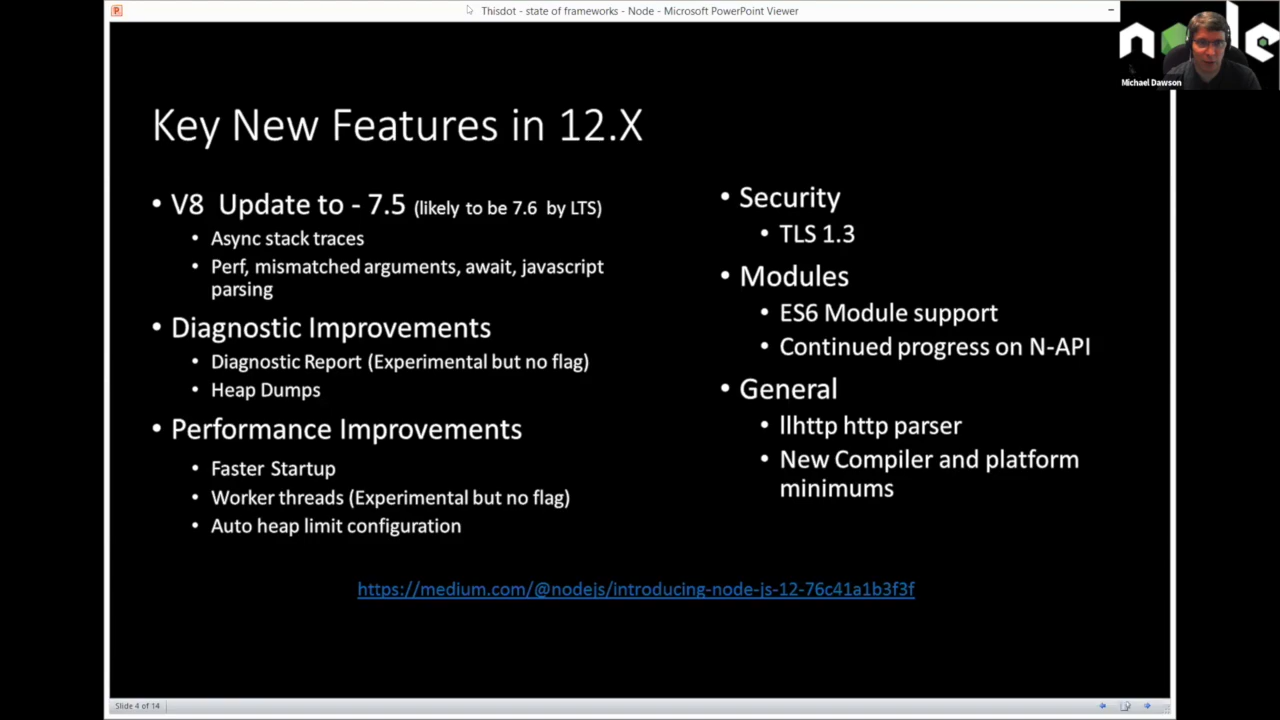 Thisdot - state of frameworks - Node - Microsoft PowerPoint Viewer
node
Michael Dawson
Key New Features in 12.X
• V8 Update to - 7.5 (likely to be 7.6 by LTS)
• Async stack traces
• Perf, mismatched arguments, await, javascript
parsing
• Diagnostic Improvements
• Diagnostic Report (Experimental but no flag)
• Heap Dumps
• Performance Improvements
• Faster Startup
• Worker threads (Experimental but no flag)
• Auto heap limit configuration
• Security
• TLS 1.3
• Modules
• ES6 Module support
• Continued progress on N-API
• General
• llhttp http parser
• New Compiler and platform
minimums
https://medium.com/@nodejs/introducing-node-js-12-76c41a1b3f3f
Slide 4 of 14